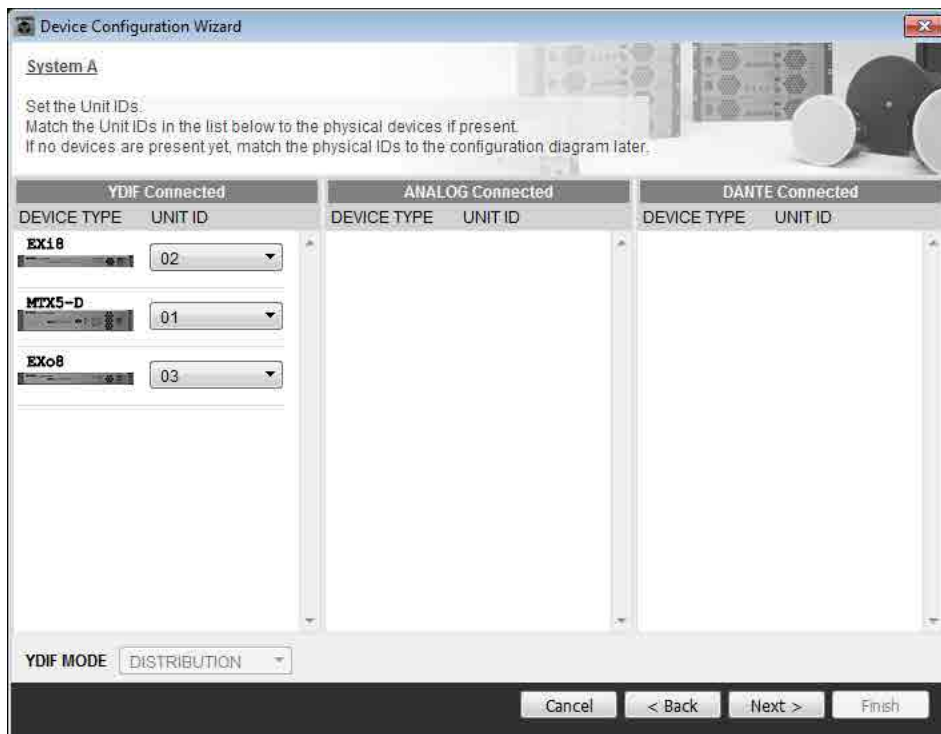 Device Configuration Wizard
System A
Set the Unit IDs.
Match the Unit IDs in the list below to the physical devices if present.
If no devices are present yet, match the physical IDs to the configuration diagram later.
YDIF Connected
ANALOG Connected
DANTE Connected
DEVICE TYPE UNIT ID
DEVICE TYPE UNIT ID
DEVICE TYPE UNIT ID
EXi8
02
MTX5-D
01
EXo8
03
YDIF MODE DISTRIBUTION
Cancel < Back Next > Finish